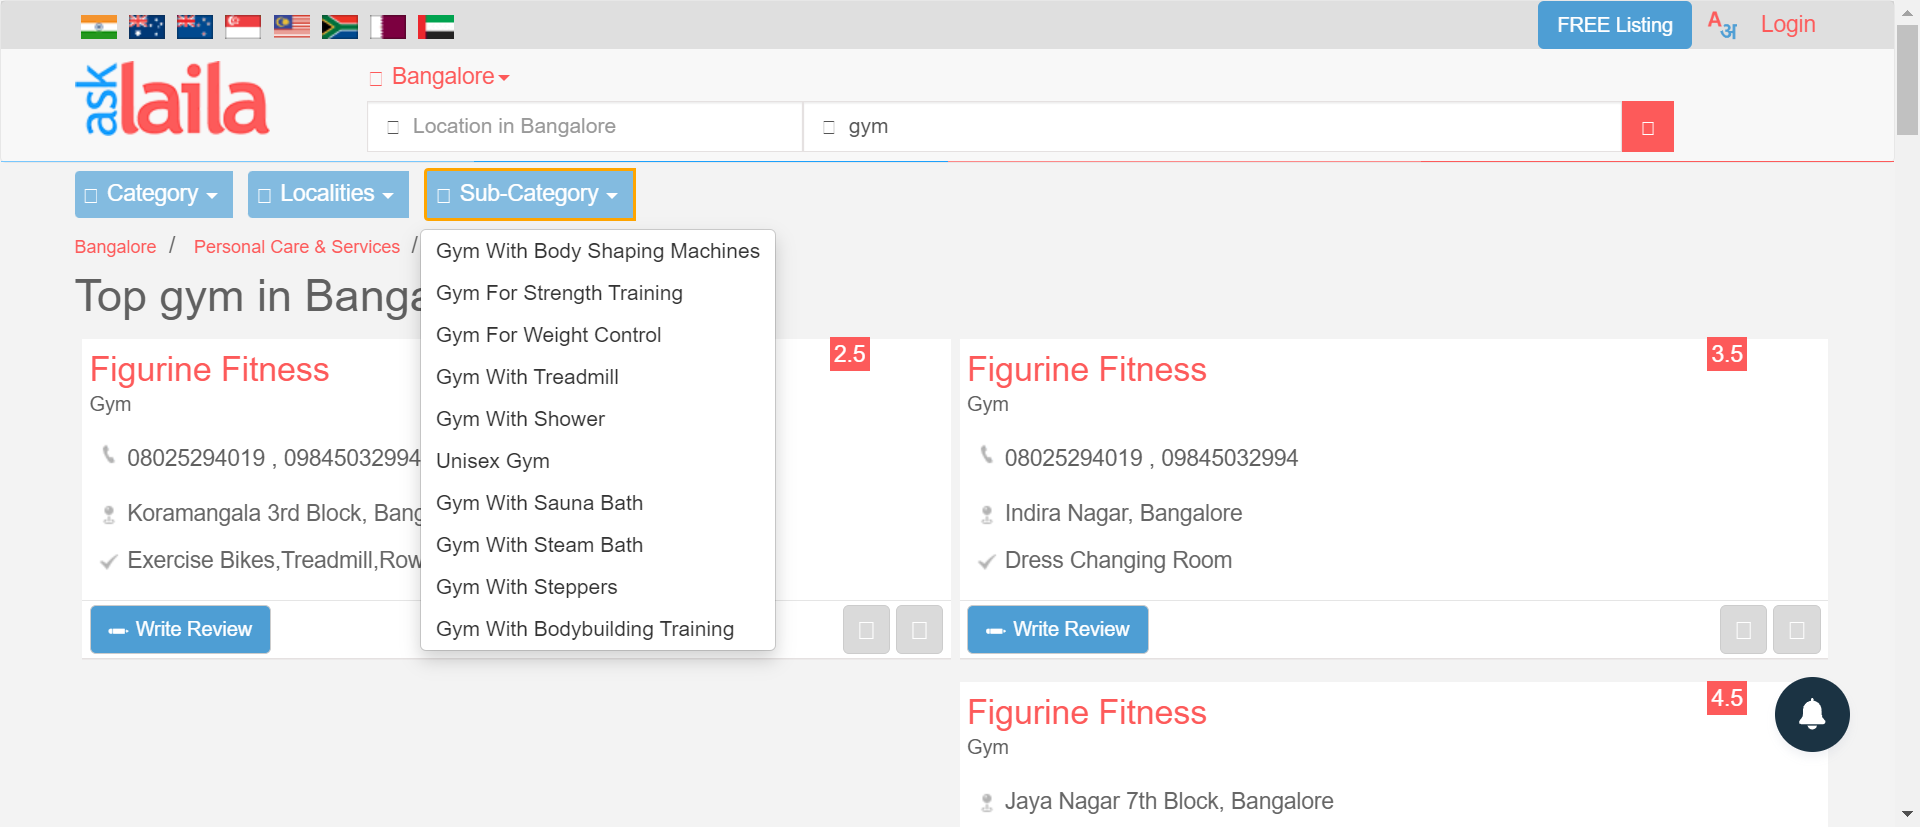 FREE Listing
Aअ
Login
ask laila
Bangalore
Location in Bangalore
gym
Category
Localities
Sub-Category
Bangalore / Personal Care & Services /
Gym With Body Shaping Machines
Gym For Strength Training
Gym For Weight Control
Gym With Treadmill
Gym With Shower
Unisex Gym
Gym With Sauna Bath
Gym With Steam Bath
Gym With Steppers
Gym With Bodybuilding Training
Top gym in Banga
Figurine Fitness
2.5
Gym
08025294019 , 09845032994
Koramangala 3rd Block, Bang
Exercise Bikes,Treadmill,Row
Write Review
Figurine Fitness
3.5
Gym
08025294019 , 09845032994
Indira Nagar, Bangalore
Dress Changing Room
Write Review
Figurine Fitness
4.5
Gym
Jaya Nagar 7th Block, Bangalore